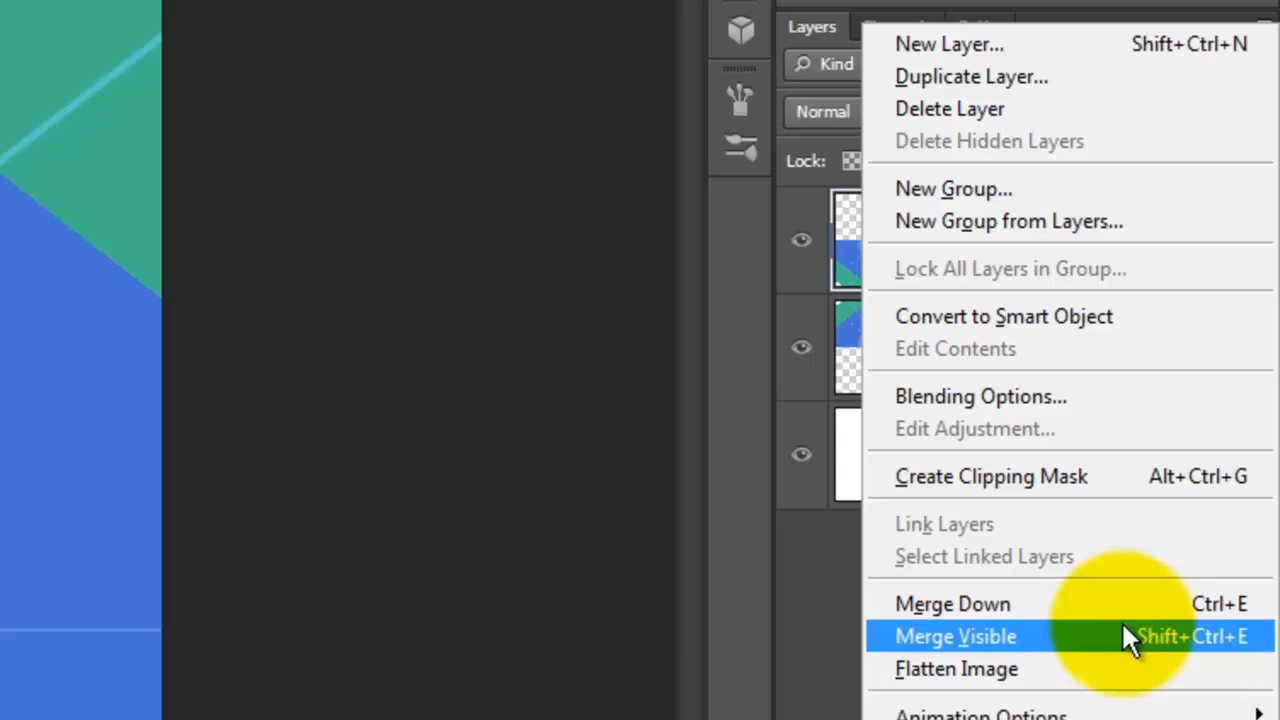 Layers
New Layer... Shift+Ctrl+N
Kind
Duplicate Layer...
Normal
Delete Layer
Delete Hidden Layers
Lock:
New Group...
New Group from Layers...
Lock All Layers in Group...
Convert to Smart Object
Edit Contents
Blending Options...
Edit Adjustment...
Create Clipping Mask Alt+Ctrl+G
Link Layers
Select Linked Layers
Merge Down Ctrl+E
Merge Visible Shift+Ctrl+E
Flatten Image
Animation Options